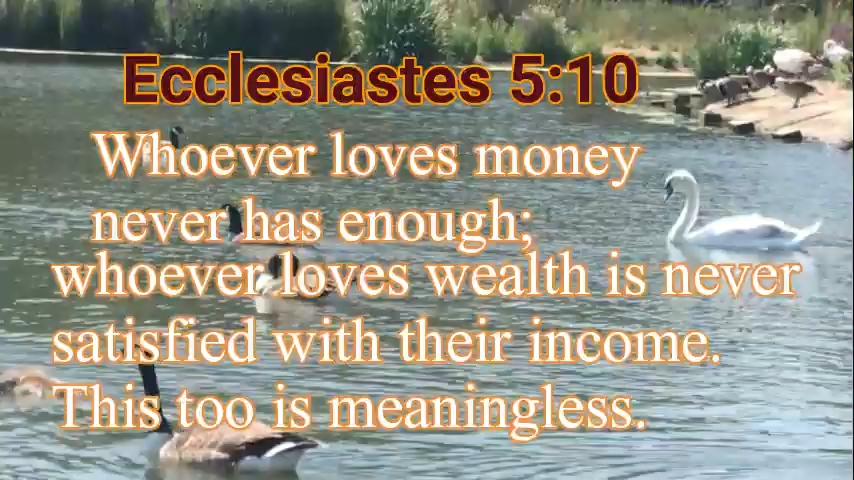 Ecclesiastes 5:10
Whoever loves money
never has enough;
whoever loves wealth is never
satisfied with their income.
This too is meaningless.